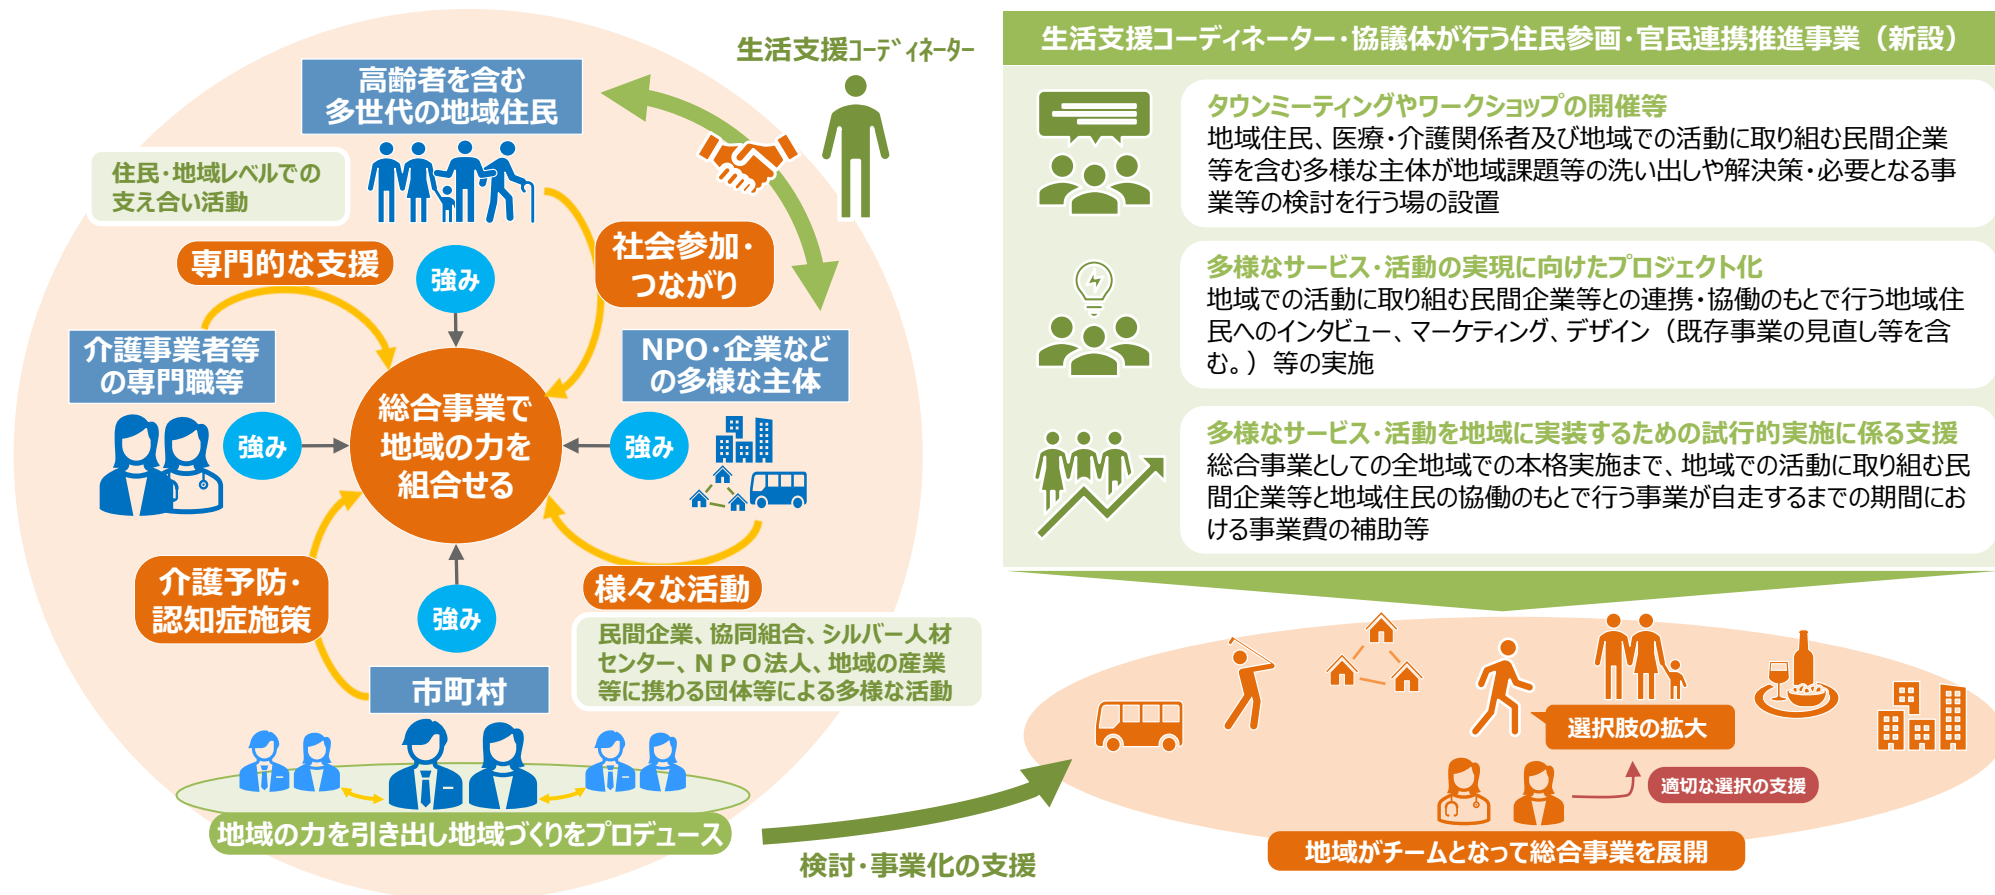 生活支援コーディネーター
高齢者を含む
多世代の地域住民
住民・地域レベルでの
支え合い活動
専門的な支援
強み
社会参加・
つながり
介護事業者等
の専門職等
NPO・企業など
の多様な主体
強み
総合事業で
地域の力を
組合せる
強み
介護予防・
認知症施策
強み
様々な活動
民間企業、協同組合、シルバー人材
センター、ＮＰＯ法人、地域の産業
等に携わる団体等による多様な活動
市町村
地域の力を引き出し地域づくりをプロデュース
検討・事業化の支援
生活支援コーディネーター・協議体が行う住民参画・官民連携推進事業（新設）
タウンミーティングやワークショップの開催等
地域住民、医療・介護関係者及び地域での活動に取り組む民間企業
等を含む多様な主体が地域課題等の洗い出しや解決策・必要となる事
業等の検討を行う場の設置
多様なサービス・活動の実現に向けたプロジェクト化
地域での活動に取り組む民間企業等との連携・協働のもとで行う地域住
民へのインタビュー、マーケティング、デザイン（既存事業の見直し等を含
む。）等の実施
多様なサービス・活動を地域に実装するための試行的実施に係る支援
総合事業としての全地域での本格実施まで、地域での活動に取り組む民
間企業等と地域住民の協働のもとで行う事業が自走するまでの期間にお
ける事業費の補助等
選択肢の拡大
適切な選択の支援
地域がチームとなって総合事業を展開